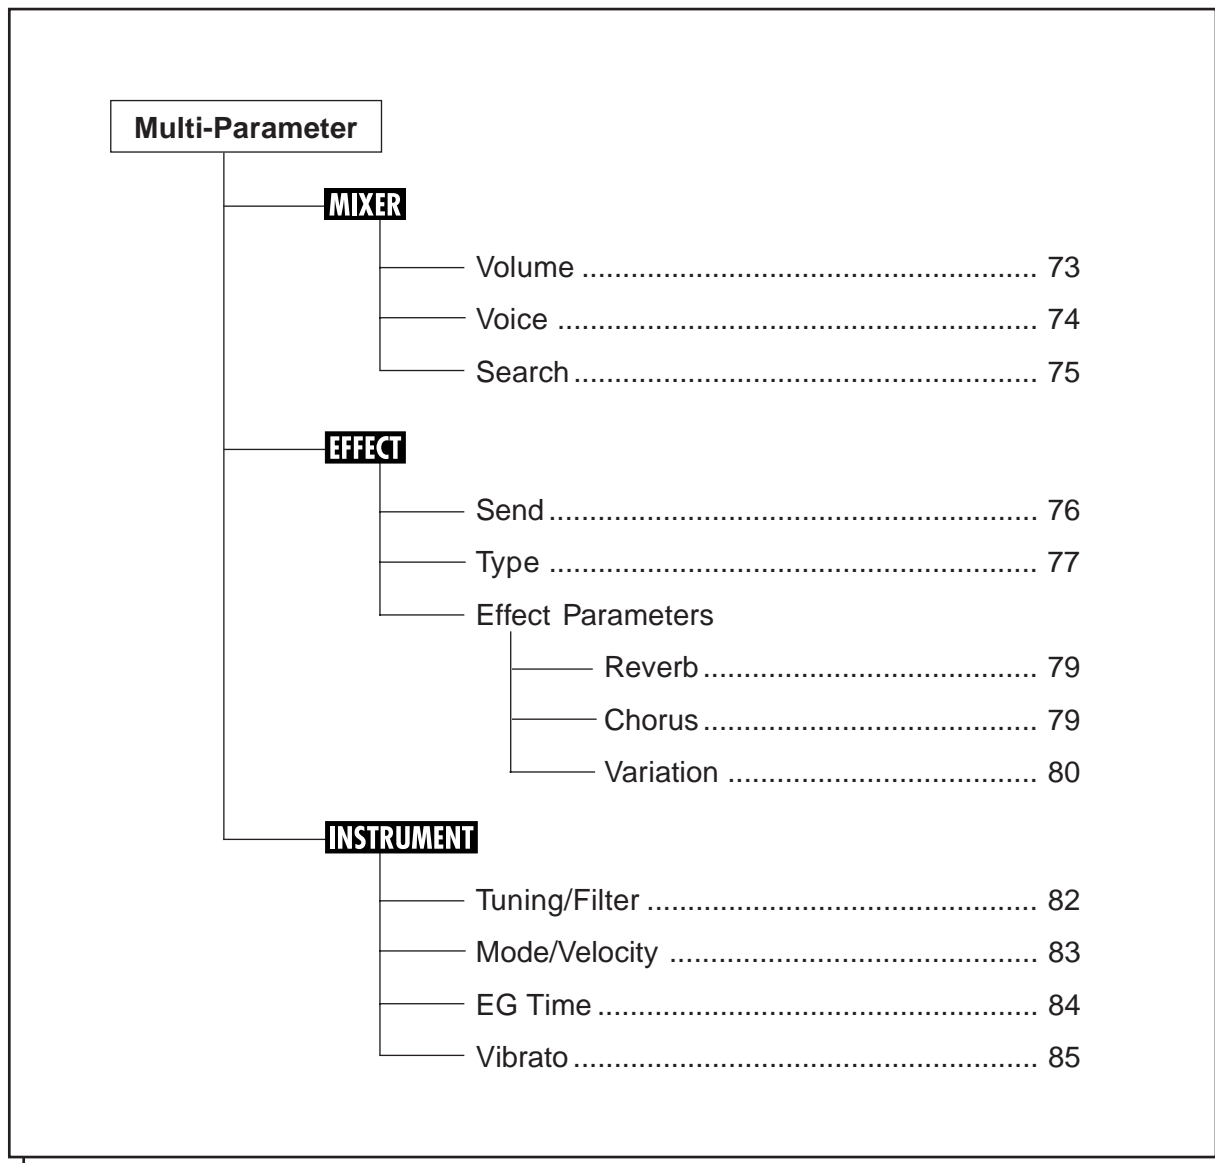 Multi-Parameter
MIXER
Volume ........................................................ 73
Voice ........................................................... 74
Search ......................................................... 75
EFFECT
Send ............................................................ 76
Type ............................................................ 77
Effect Parameters
Reverb ......................................... 79
Chorus ......................................... 79
Variation ...................................... 80
INSTRUMENT
Tuning/Filter ................................................ 82
Mode/Velocity ............................................. 83
EG Time ...................................................... 84
Vibrato ......................................................... 85